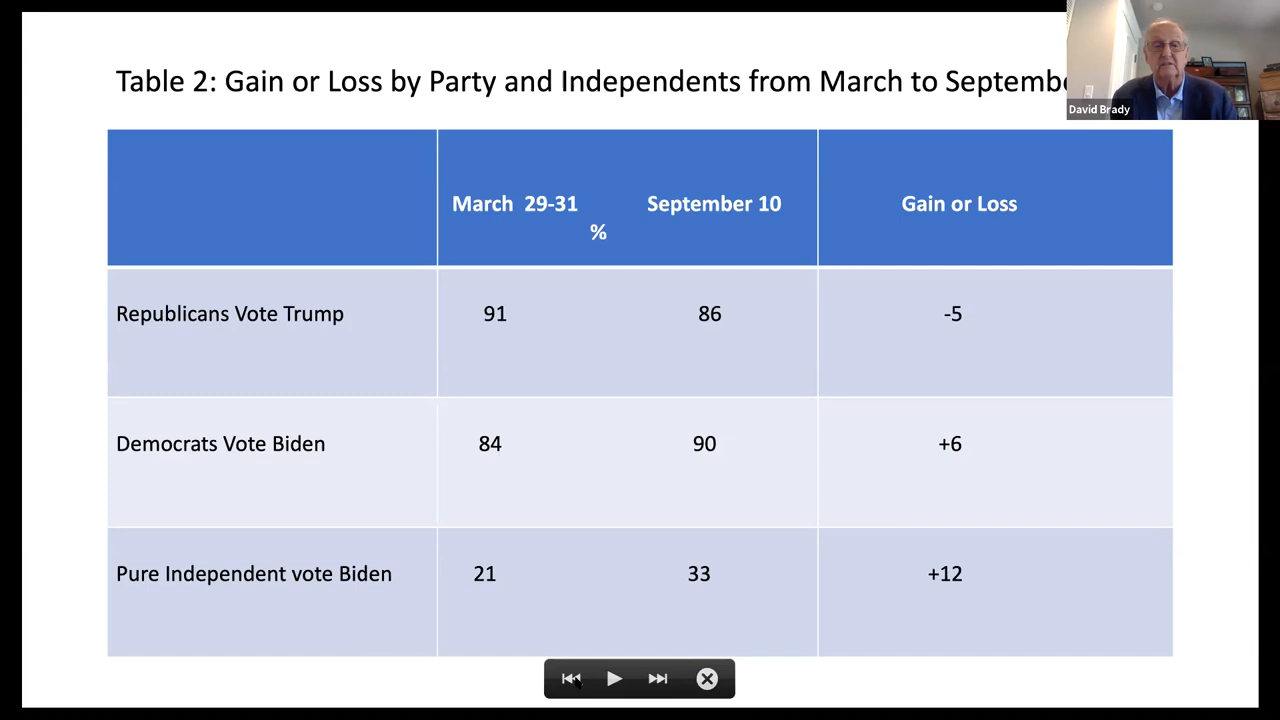 Table 2: Gain or Loss by Party and Independents from March to Septembe
David Brady
March 29-31 September 10 Gain or Loss
%
Republicans Vote Trump 91 86 -5
Democrats Vote Biden 84 90 +6
Pure Independent vote Biden 21 33 +12